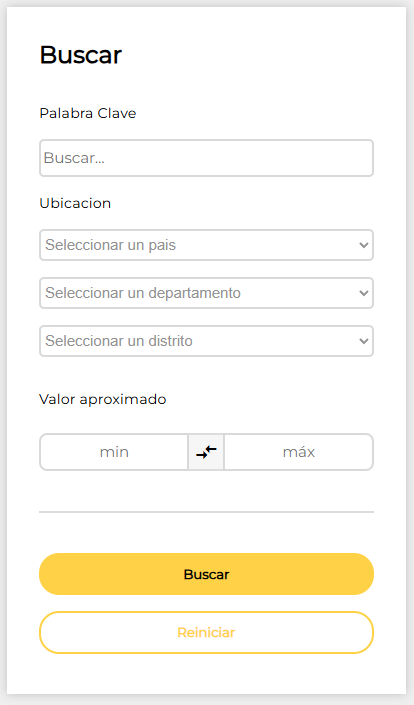 Buscar
Palabra Clave
Buscar...
Ubicacion
Seleccionar un pais
Seleccionar un departamento
Seleccionar un distrito
Valor aproximado
min máx
Buscar
Reiniciar